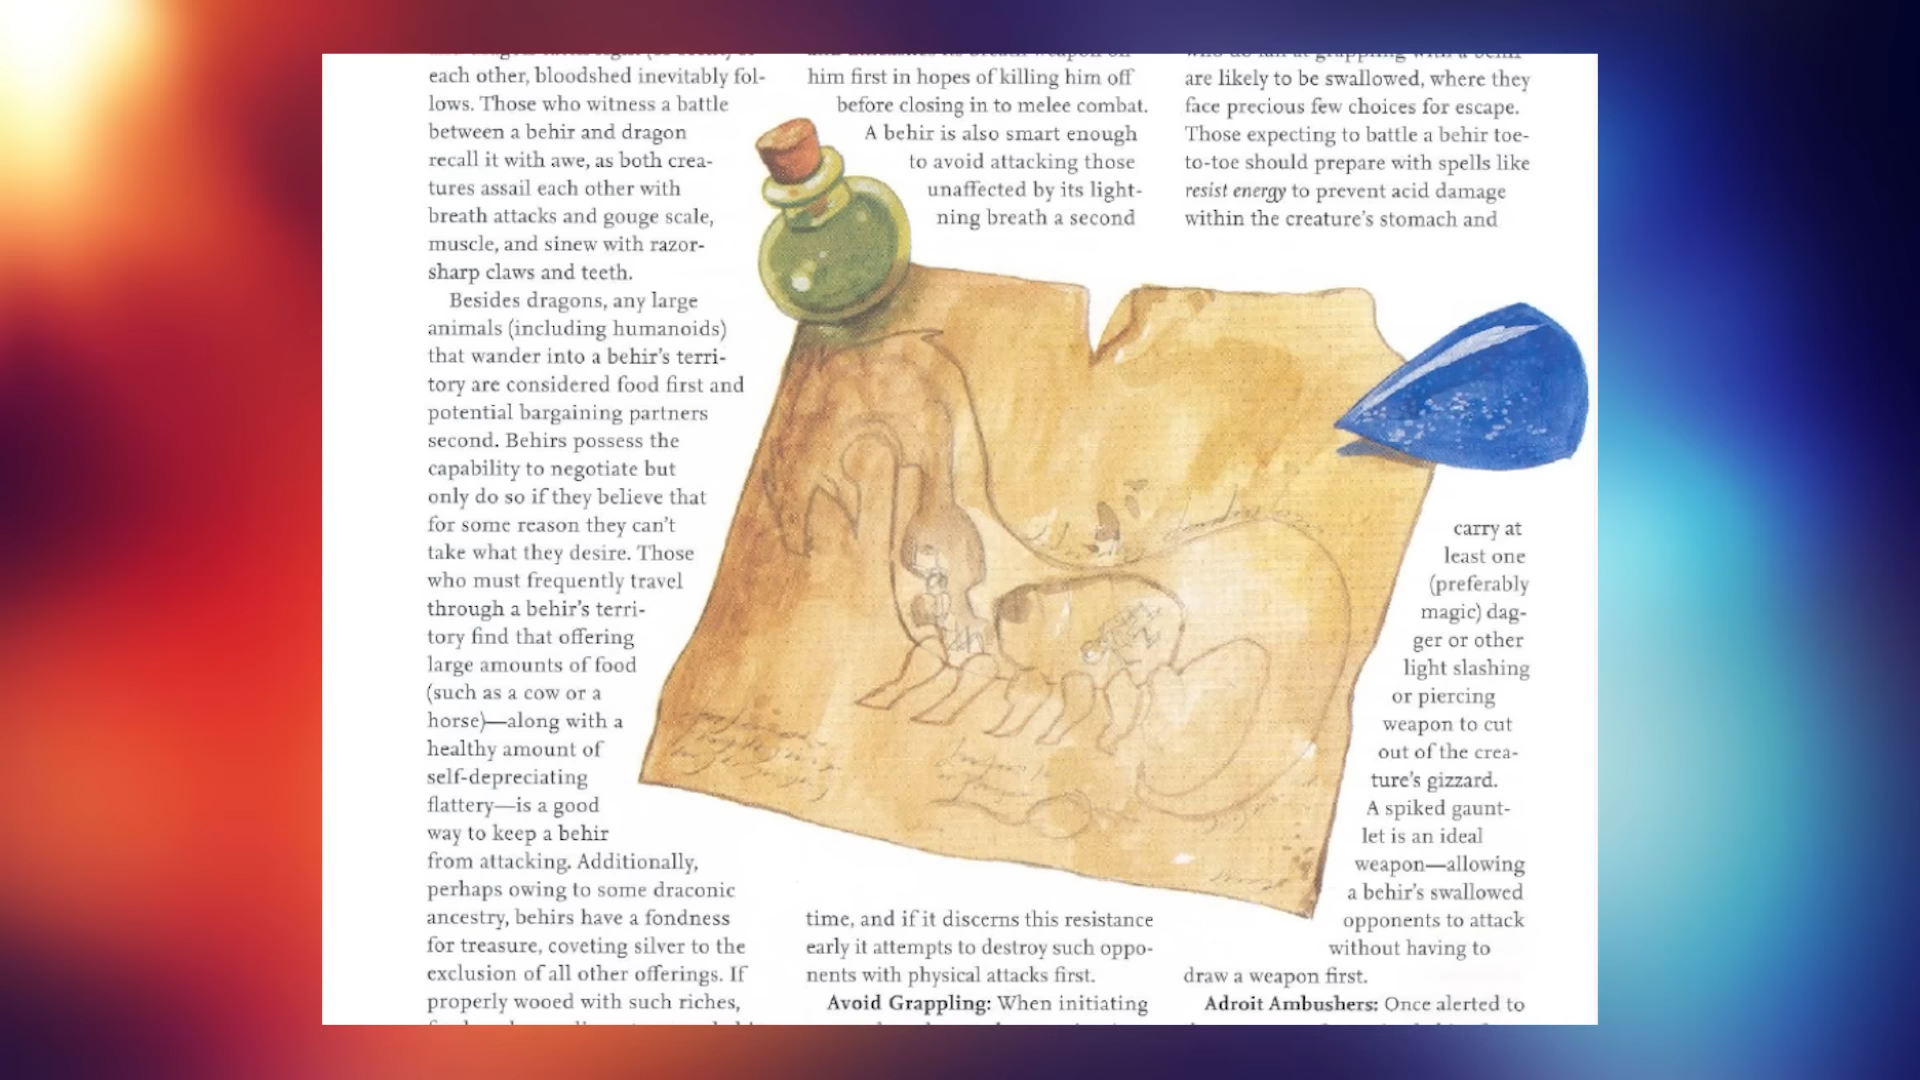 each other, bloodshed inevitably fol-
lows. Those who witness a battle
between a behir and dragon
recall it with awe, as both crea-
tures assail each other with
breath attacks and gouge scale,
muscle, and sinew with razor-
sharp claws and teeth.
Besides dragons, any large
animals (including humanoids)
that wander into a behir's terri-
tory are considered food first and
potential bargaining partners
second. Behirs possess the
capability to negotiate but
only do so if they believe that
for some reason they can't
take what they desire. Those
who must frequently travel
through a behir's terri-
tory find that offering
large amounts of food
(such as a cow or a
horse)—along with a
healthy amount of
self-depreciating
flattery—is a good
way to keep a behir
from attacking. Additionally,
perhaps owing to some draconic
ancestry, behirs have a fondness
for treasure, coveting silver to the
exclusion of all other offerings. If
properly wooed with such riches,
him first in hopes of killing him off
before closing in to melee combat.
A behir is also smart enough
to avoid attacking those
unaffected by its light-
ning breath a second
time, and if it discerns this resistance
early it attempts to destroy such oppo-
nents with physical attacks first.
Avoid Grappling: When initiating
are likely to be swallowed, where they
face precious few choices for escape.
Those expecting to battle a behir toe-
to-toe should prepare with spells like
resist energy to prevent acid damage
within the creature's stomach and
carry at
least one
(preferably
magic) dag-
ger or other
light slashing
or piercing
weapon to cut
out of the crea-
ture's gizzard.
A spiked gaunt-
let is an ideal
weapon—allowing
a behir's swallowed
opponents to attack
without having to
draw a weapon first.
Adroit Ambushers: Once alerted to